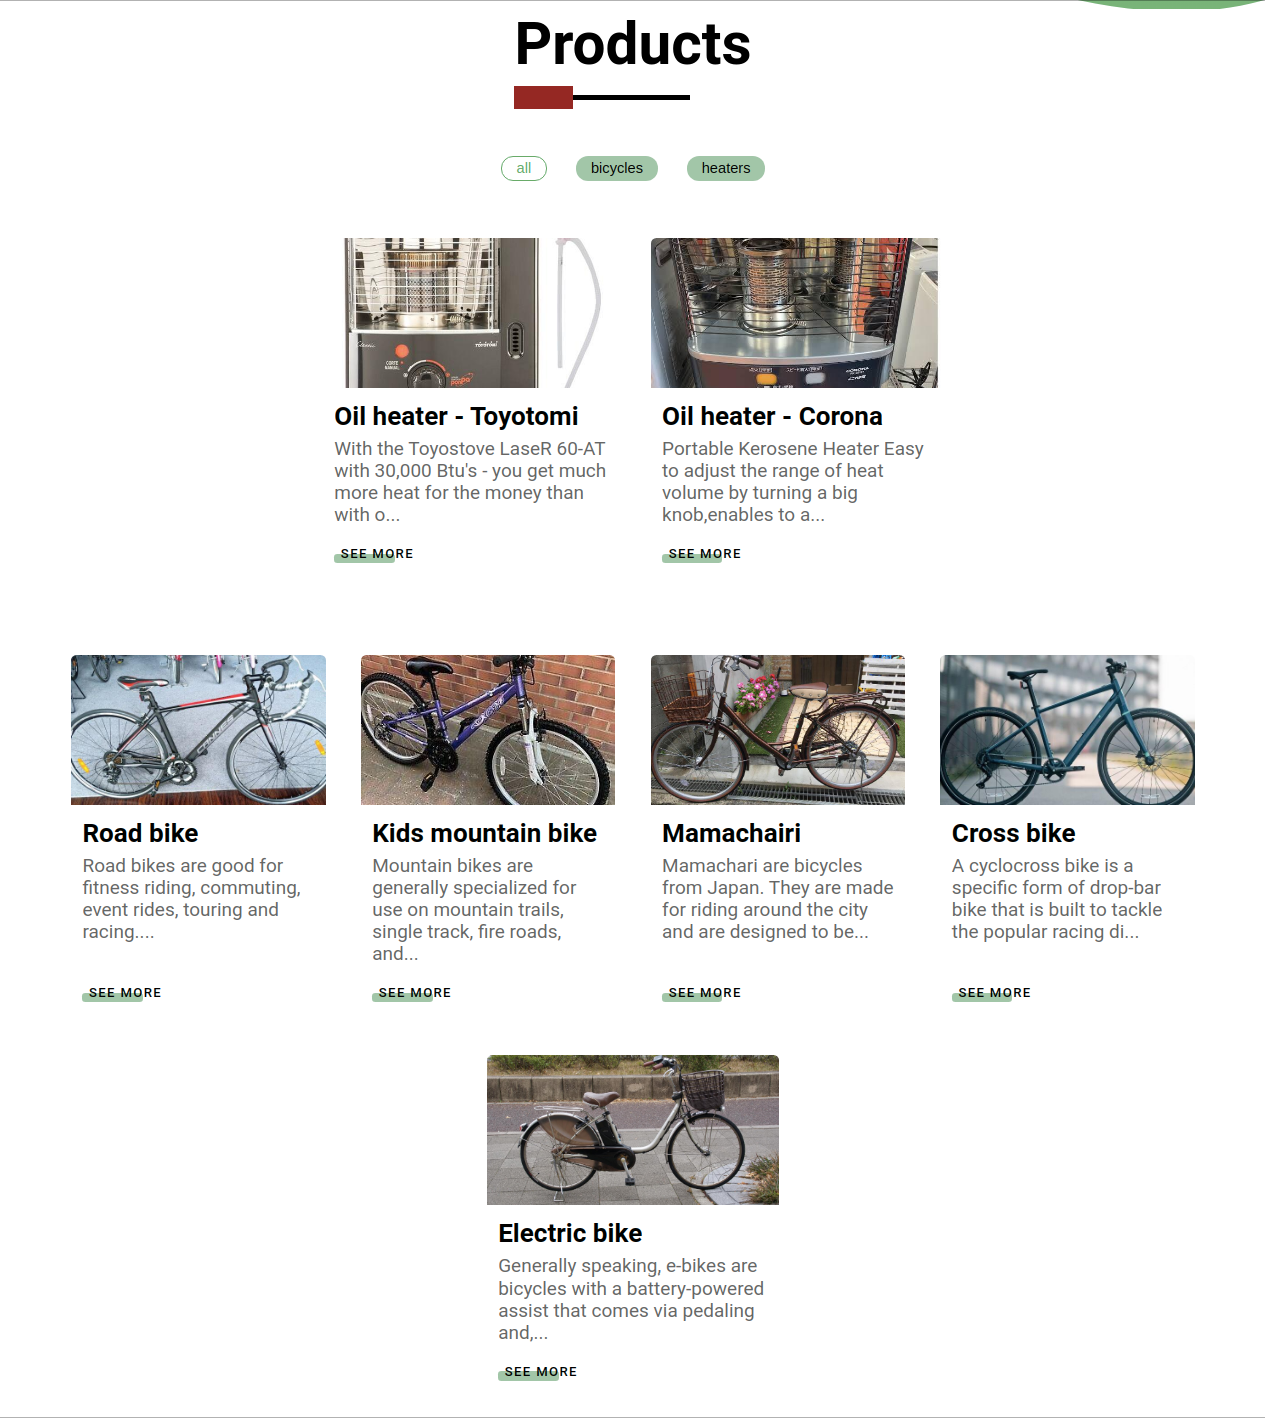 Products
all
bicycles
heaters
Oil heater - Toyotomi
With the Toyostove LaseR 60-AT
with 30,000 Btu's - you get much
more heat for the money than
with o...
SEE MORE
Oil heater - Corona
Portable Kerosene Heater Easy
to adjust the range of heat
volume by turning a big
knob,enables to a...
SEE MORE
Road bike
Road bikes are good for
fitness riding, commuting,
event rides, touring and
racing....
SEE MORE
Kids mountain bike
Mountain bikes are
generally specialized for
use on mountain trails,
single track, fire roads,
and...
SEE MORE
Mamachairi
Mamachari are bicycles
from Japan. They are made
for riding around the city
and are designed to be...
SEE MORE
Cross bike
A cyclocross bike is a
specific form of drop-bar
bike that is built to tackle
the popular racing di...
SEE MORE
Electric bike
Generally speaking, e-bikes are
bicycles with a battery-powered
assist that comes via pedaling
and,...
SEE MORE